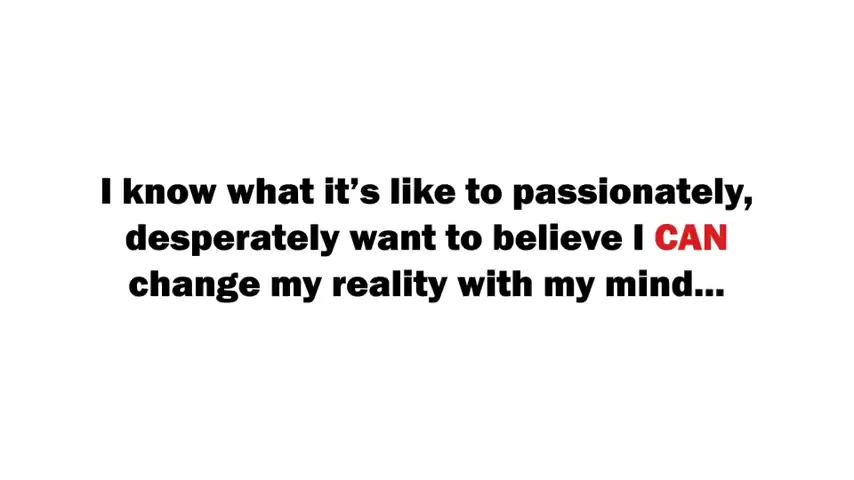 I know what it’s like to passionately,
desperately want to believe I CAN
change my reality with my mind...